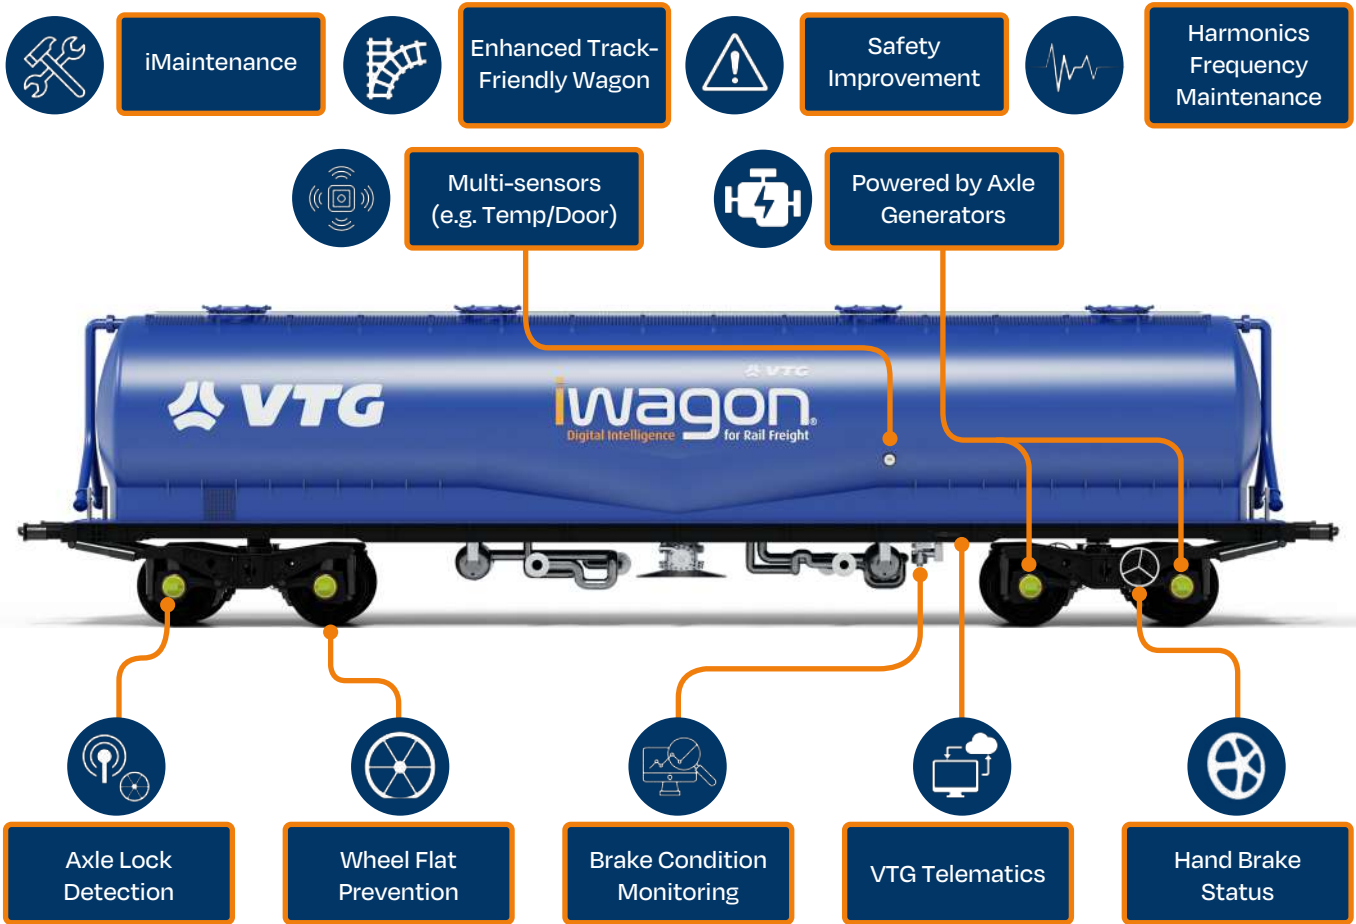 iMaintenance
Enhanced Track-
Friendly Wagon
Safety
Improvement
Harmonics
Frequency
Maintenance
Multi-sensors
(e.g. Temp/Door)
Powered by Axle
Generators
VTG
VTG
iwagon®
Digital Intelligence for Rail Freight
Axle Lock
Detection
Wheel Flat
Prevention
Brake Condition
Monitoring
VTG Telematics
Hand Brake
Status